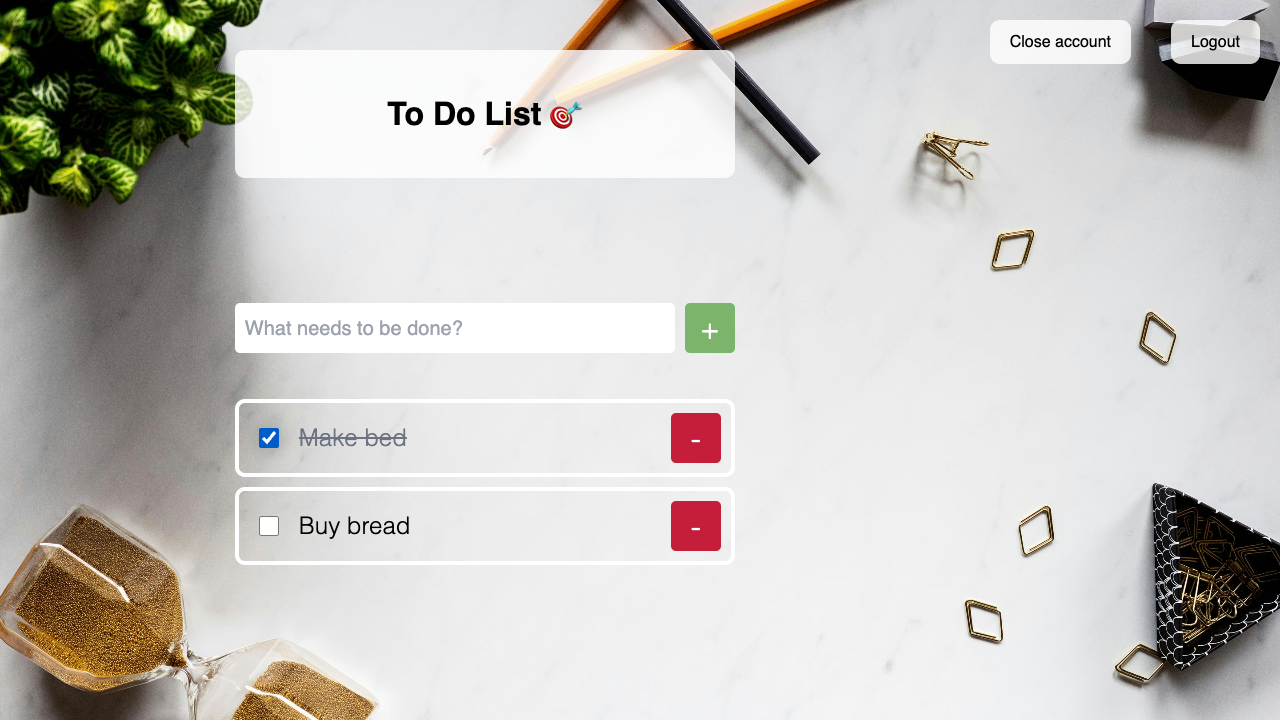 Close account
Logout
To Do List 🎯
What needs to be done?
+
Make bed
-
Buy bread
-